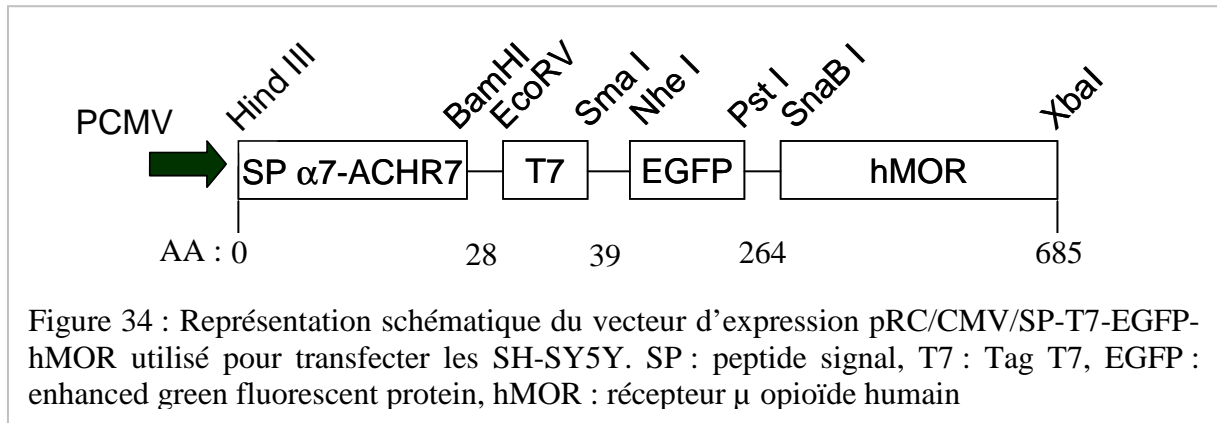 PCMV
Hind III
BamHI
EcoRV
Sma I
Nhe I
Pst I
SnaB I
XbaI
SP α7-ACHR7
T7
EGFP
hMOR
AA : 0
28
39
264
685
Figure 34 : Représentation schématique du vecteur d'expression pRC/CMV/SP-T7-EGFP-
hMOR utilisé pour transfecter les SH-SY5Y. SP : peptide signal, T7 : Tag T7, EGFP :
enhanced green fluorescent protein, hMOR : récepteur µ opioïde humain